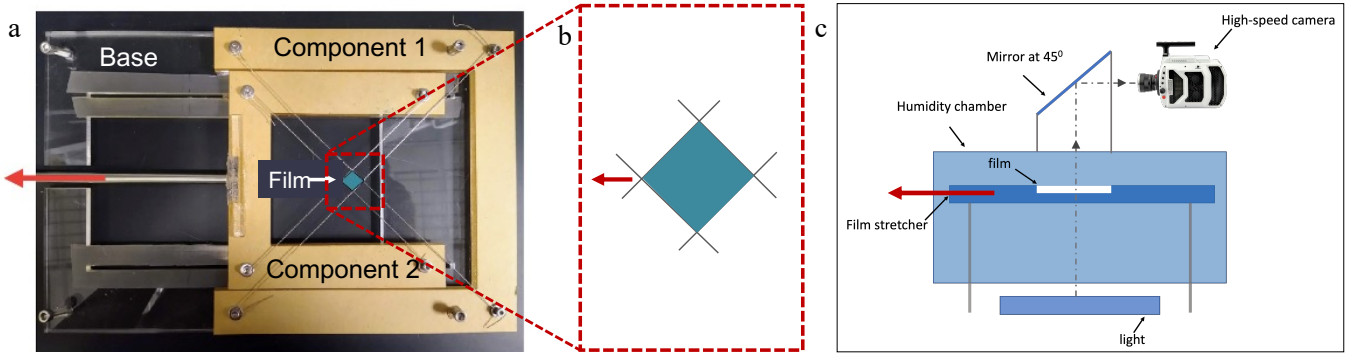 a
Base
Component 1
Film
Component 2
b
c
High-speed camera
Mirror at 45⁰
Humidity chamber
film
Film stretcher
light